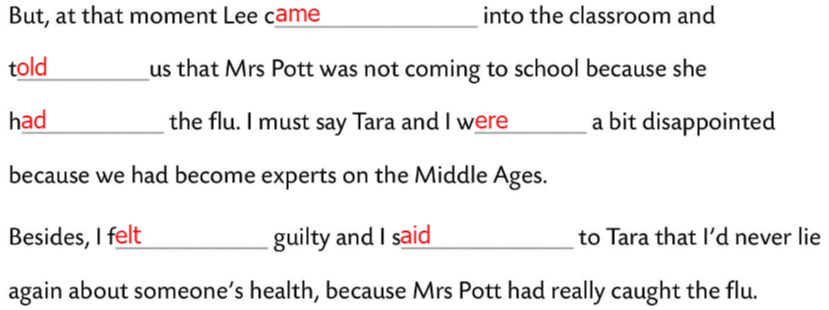 But, at that moment Lee came into the classroom and
told us that Mrs Pott was not coming to school because she
had the flu. I must say Tara and I were a bit disappointed
because we had become experts on the Middle Ages.
Besides, I felt guilty and I said to Tara that I'd never lie
again about someone's health, because Mrs Pott had really caught the flu.